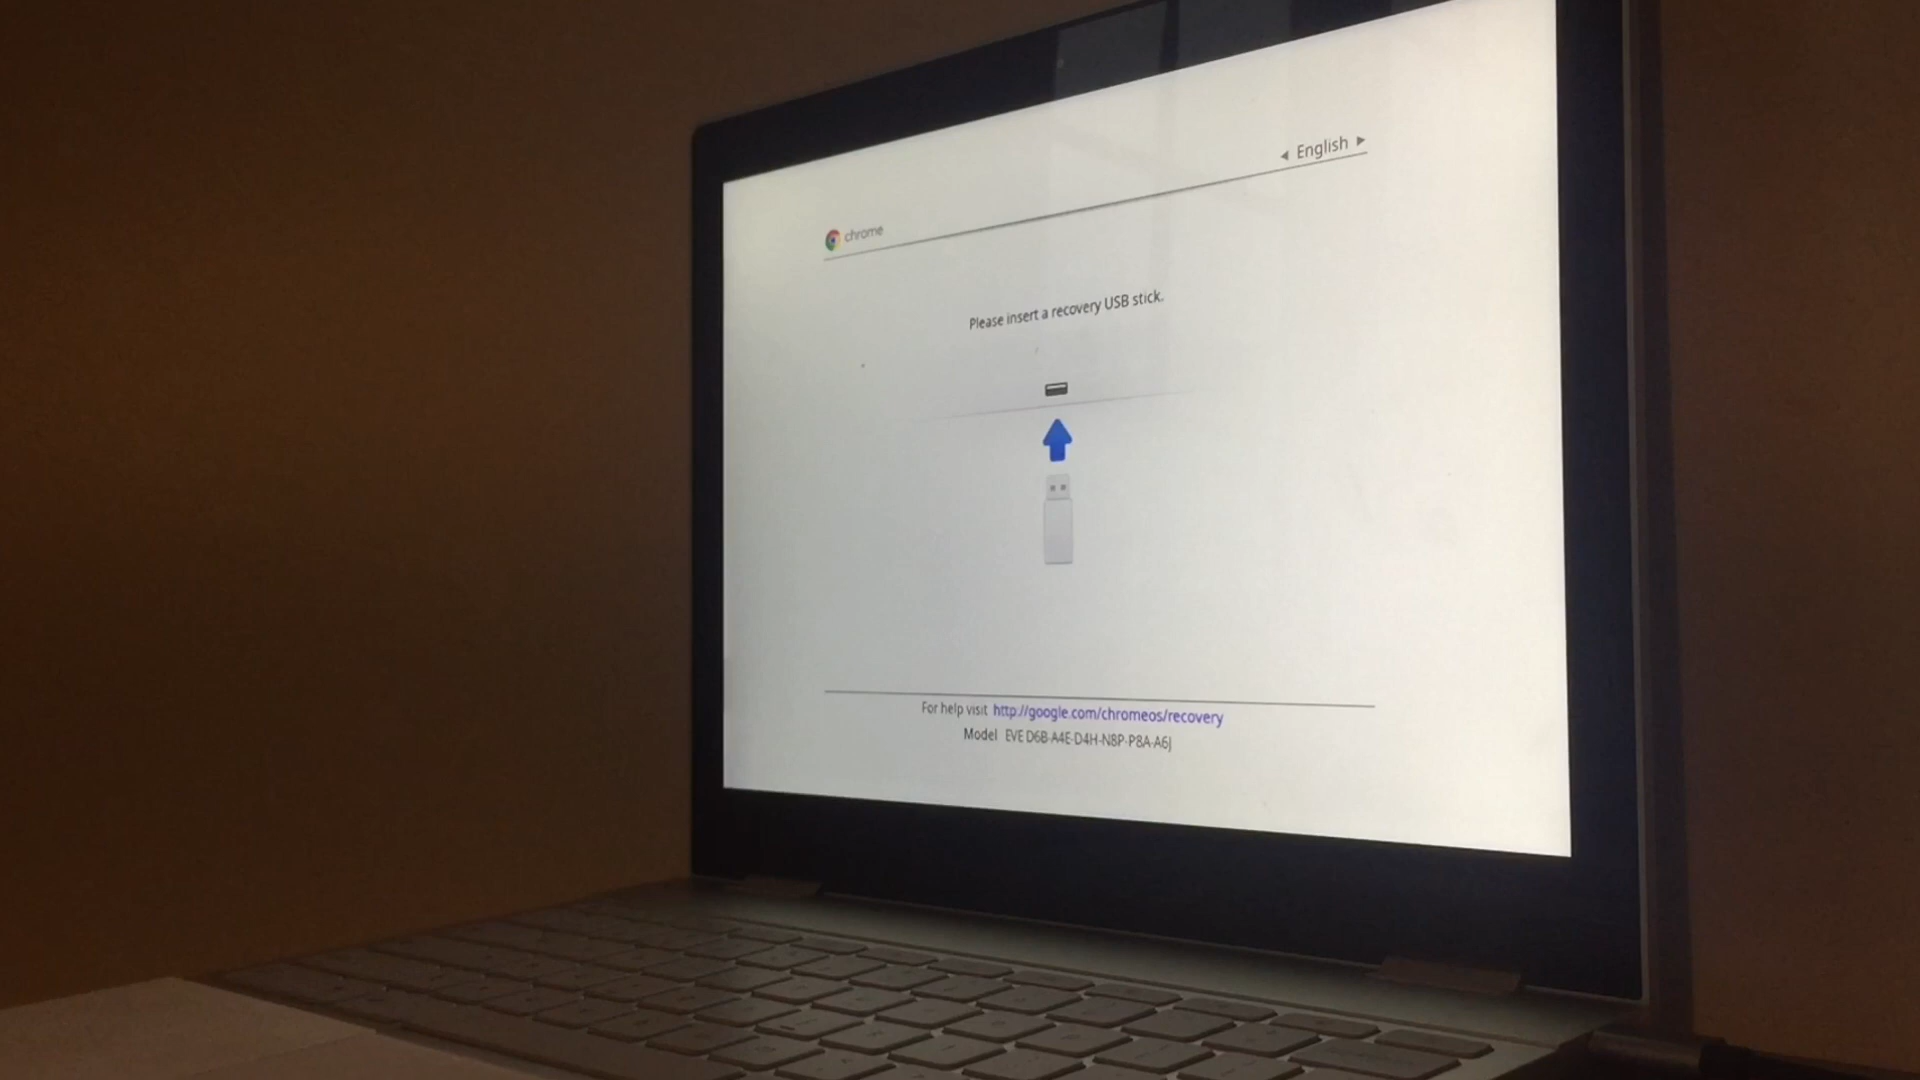 English
chrome
Please insert a recovery USB stick.
For help visit http://google.com/chromeos/recovery
Model EVE D6B-A4E-D4H-N8P-P8A-A6J